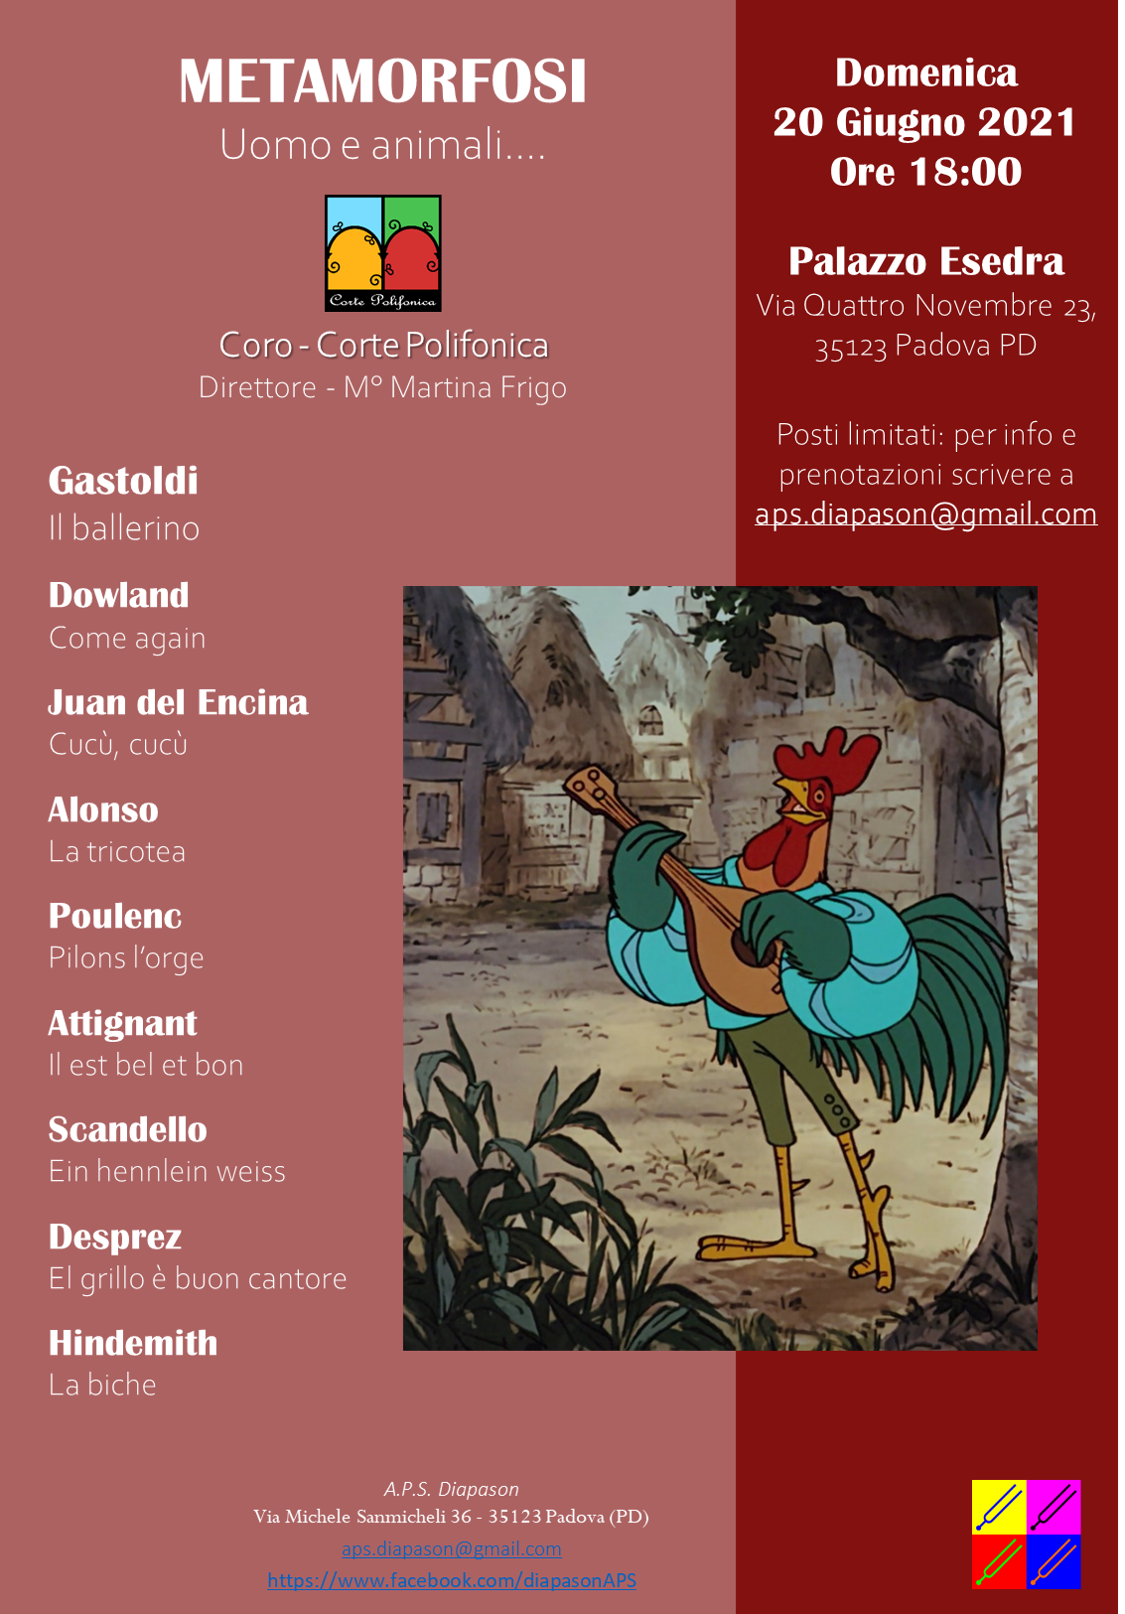 METAMORFOSI
Uomo e animali....
Corte Polifonica
Coro - Corte Polifonica
Direttore - M° Martina Frigo
Domenica
20 Giugno 2021
Ore 18:00
Palazzo Esedra
Via Quattro Novembre 23,
35123 Padova PD
Posti limitati: per info e
prenotazioni scrivere a
aps.diapason@gmail.com
Gastoldi
Il ballerino
Dowland
Come again
Juan del Encina
Cucù, cucù
Alonso
La tricotea
Poulenc
Pilons l’orge
Attignant
Il est bel et bon
Scandello
Ein hennlein weiss
Desprez
El grillo è buon cantore
Hindemith
La biche
A.P.S. Diapason
Via Michele Sanmicheli 36 - 35123 Padova (PD)
aps.diapason@gmail.com
https://www.facebook.com/diapasonAPS